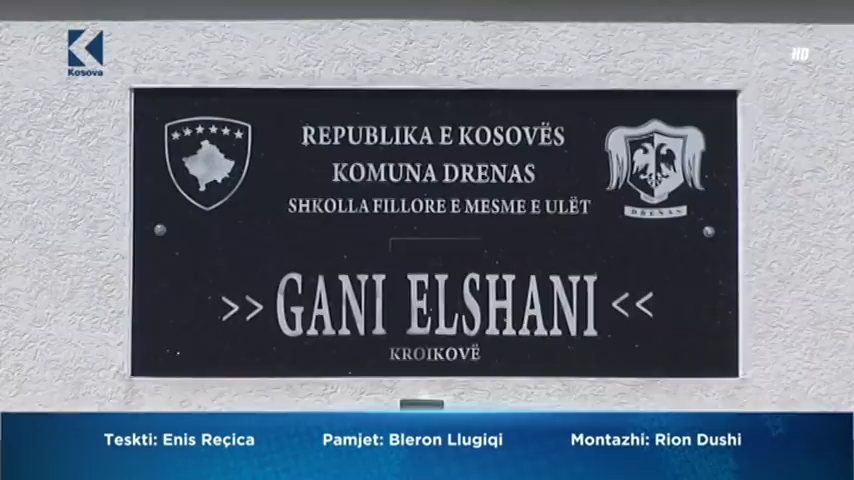 Kosova
HD
REPUBLIKA E KOSOVËS
KOMUNA DRENAS
SHKOLLA FILLORE E MESME E ULËT
DRENAS
>> GANI ELSHANI <<
KROIKOVË
Teskti: Enis Reçica
Pamjet: Bleron Llugiqi
Montazhi: Rion Dushi